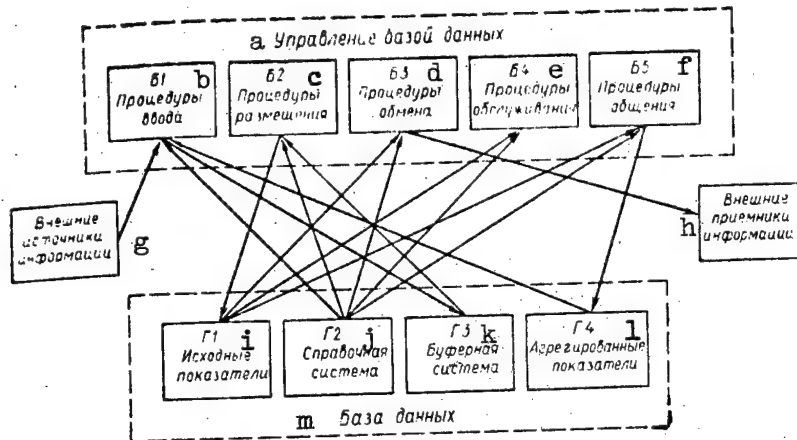 a Управление базой данных
Б1 b
Процедуры
ввода
Б2 c
Процедуры
размещения
Б3 d
Процедуры
обмена
Б4 e
Процедуры
обслуживания
Б5 f
Процедуры
общения
Внешние
источники
информации
g
Внешние
приемники
информации
h
Г1 i
Исходные
показатели
Г2 j
Справочная
система
Г3 k
Буферная
система
Г4 l
Агрегированные
показатели
m База данных